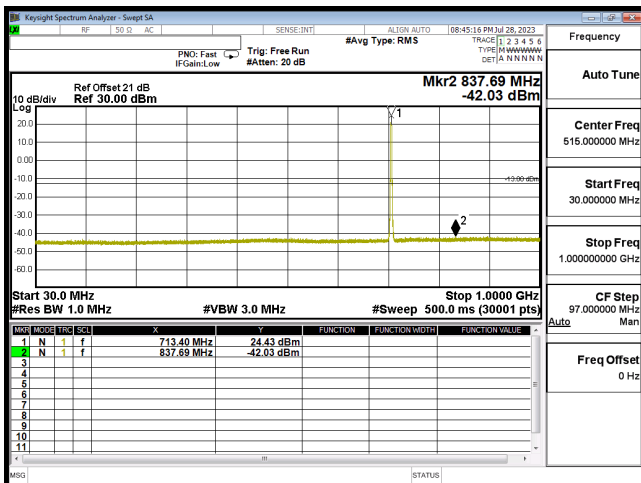 Keysight Spectrum Analyzer - Swept SA
LXI RF 50 Ω AC SENSE:INT ALIGN AUTO 08:45:16 PM Jul 28, 2023
PNO: Fast Trig: Free Run #Avg Type: RMS TRACE 1 2 3 4 5 6
IFGain:Low #Atten: 20 dB TYPE M WWWWW
DET A N N N N N
Mkr2 837.69 MHz
-42.03 dBm
Ref Offset 21 dB
10 dB/div Ref 30.00 dBm
Log
20.0
10.0
0.00
-10.0
-20.0
-30.0
-40.0
-50.0
-60.0
1
-13.00 dBm
2
Start 30.0 MHz Stop 1.0000 GHz
#Res BW 1.0 MHz #VBW 3.0 MHz #Sweep 500.0 ms (30001 pts)
MKR MODE TRC SCL X Y FUNCTION FUNCTION WIDTH FUNCTION VALUE
1 N 1 f 713.40 MHz 24.43 dBm
2 N 1 f 837.69 MHz -42.03 dBm
3
4
5
6
7
8
9
10
11
MSG STATUS
Frequency
Auto Tune
Center Freq
515.000000 MHz
Start Freq
30.000000 MHz
Stop Freq
1.000000000 GHz
CF Step
97.000000 MHz
Auto Man
Freq Offset
0 Hz